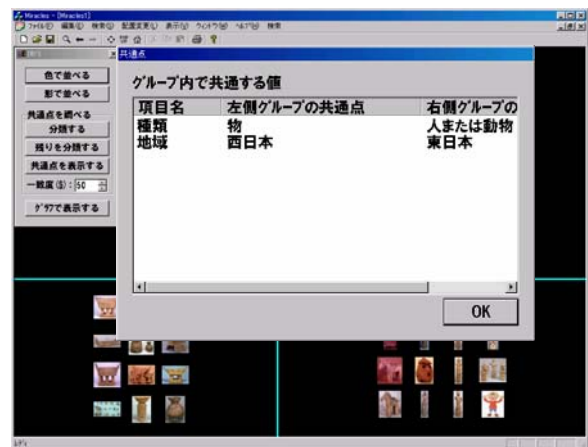 Miracles - [Miracles1]
ファイル(F) 編集(E) 検索(S) 配置変更(L) 表示(V) ウィンドウ(W) ヘルプ(H) 検索
共通点
グループ内で共通する値
項目名 左側グループの共通点 右側グループの
種類 物 人または動物
地域 西日本 東日本
OK
色で並べる
形で並べる
共通点を調べる
分類する
残りを分類する
共通点を表示する
一致度(S): 50
グラフで表示する
レディ